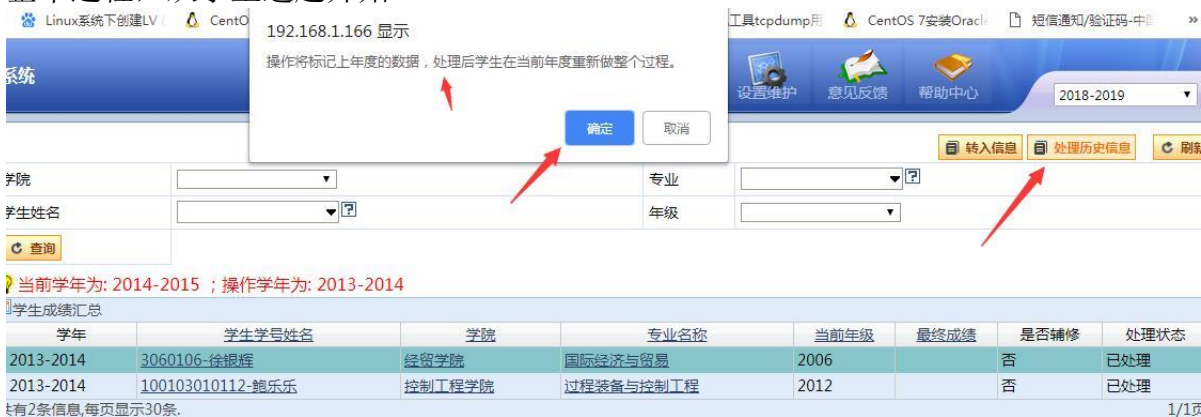 Linux系统下创建LV ( CentO 工具tcpdump用 CentOS 7安装Oracle 短信通知/验证码-中 »
192.168.1.166 显示
操作将标记上年度的数据，处理后学生在当前年度重新做整个过程。
确定 取消
系统 设置维护 意见反馈 帮助中心 2018-2019
转入信息 处理历史信息 刷新
学院 专业
学生姓名 年级
查询
当前学年为: 2014-2015 ；操作学年为: 2013-2014
学生成绩汇总
学年 学生学号姓名 学院 专业名称 当前年级 最终成绩 是否辅修 处理状态
2013-2014 3060106-徐银辉 经贸学院 国际经济与贸易 2006 否 已处理
2013-2014 100103010112-鲍乐乐 控制工程学院 过程装备与控制工程 2012 否 已处理
共有2条信息,每页显示30条. 1/1页